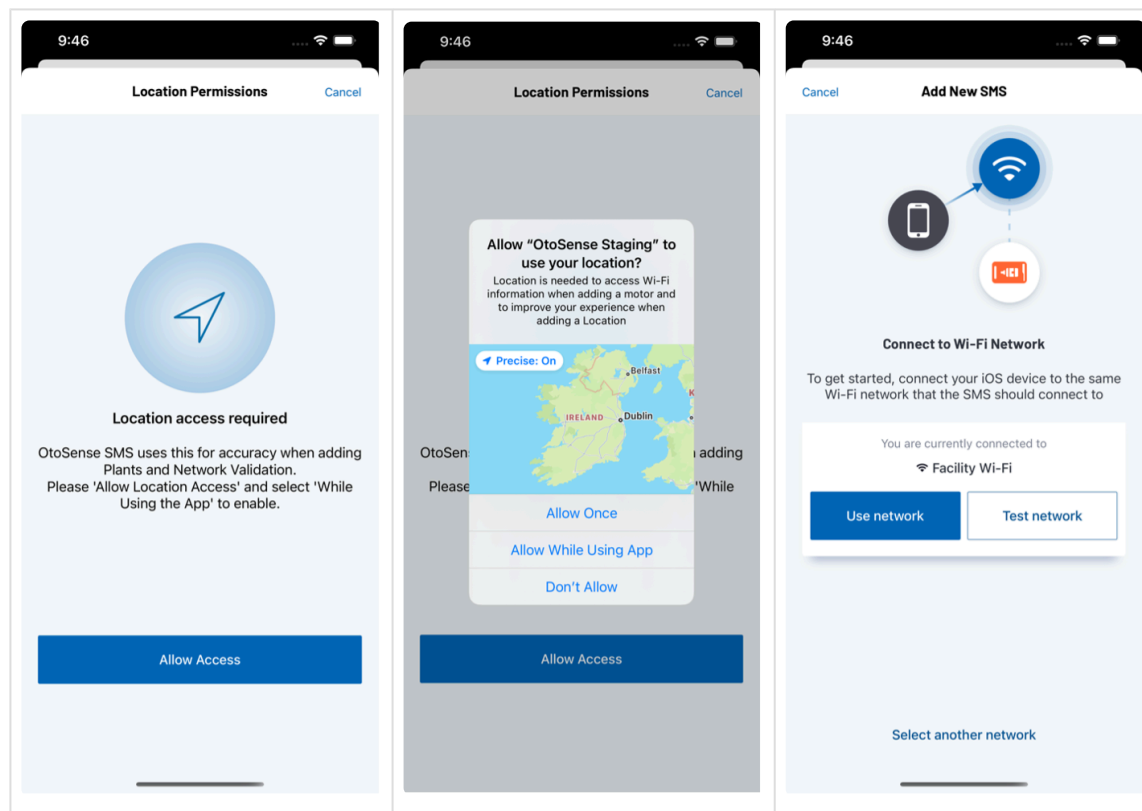 9:46
Location Permissions
Cancel
Location access required
OtoSense SMS uses this for accuracy when adding
Plants and Network Validation.
Please 'Allow Location Access' and select 'While
Using the App' to enable.
Allow Access
9:46
Location Permissions
Cancel
Allow “OtoSense Staging” to
use your location?
Location is needed to access Wi-Fi
information when adding a motor and
to improve your experience when
adding a Location
Precise: On
Belfast
IRELAND
Dublin
K
OtoSen
adding
Please
'While
Allow Once
Allow While Using App
Don’t Allow
Allow Access
9:46
Cancel
Add New SMS
Connect to Wi-Fi Network
To get started, connect your iOS device to the same
Wi-Fi network that the SMS should connect to
You are currently connected to
Facility Wi-Fi
Use network
Test network
Select another network